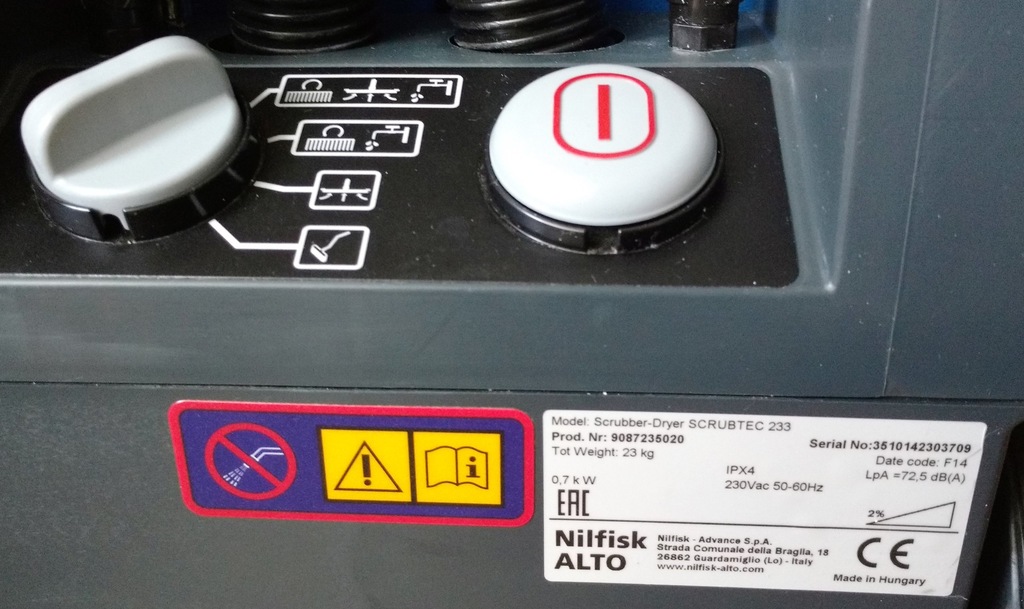 Model: Scrubber-Dryer SCRUBTEC 233
Prod. Nr: 9087235020
Serial No:3510142303709
Tot Weight: 23 kg
Date code: F14
IPX4
LpA =72,5 dB(A)
0,7 k W
230Vac 50-60Hz
EAC
2%
Nilfisk
ALTO
Nilfisk - Advance S.p.A.
Strada Comunale della Braglia, 18
26862 Guardamiglio (Lo) - Italy
www.nilfisk-alto.com
CE
Made in Hungary